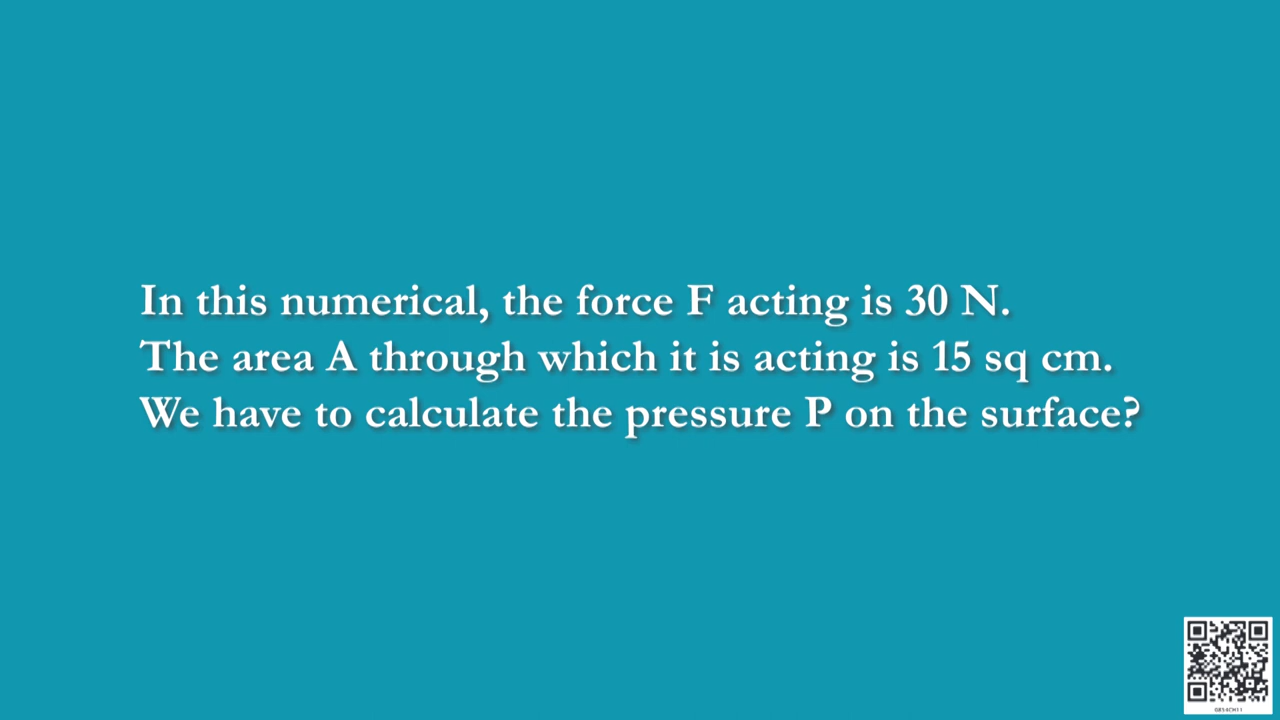 In this numerical, the force F acting is 30 N.
The area A through which it is acting is 15 sq cm.
We have to calculate the pressure P on the surface?